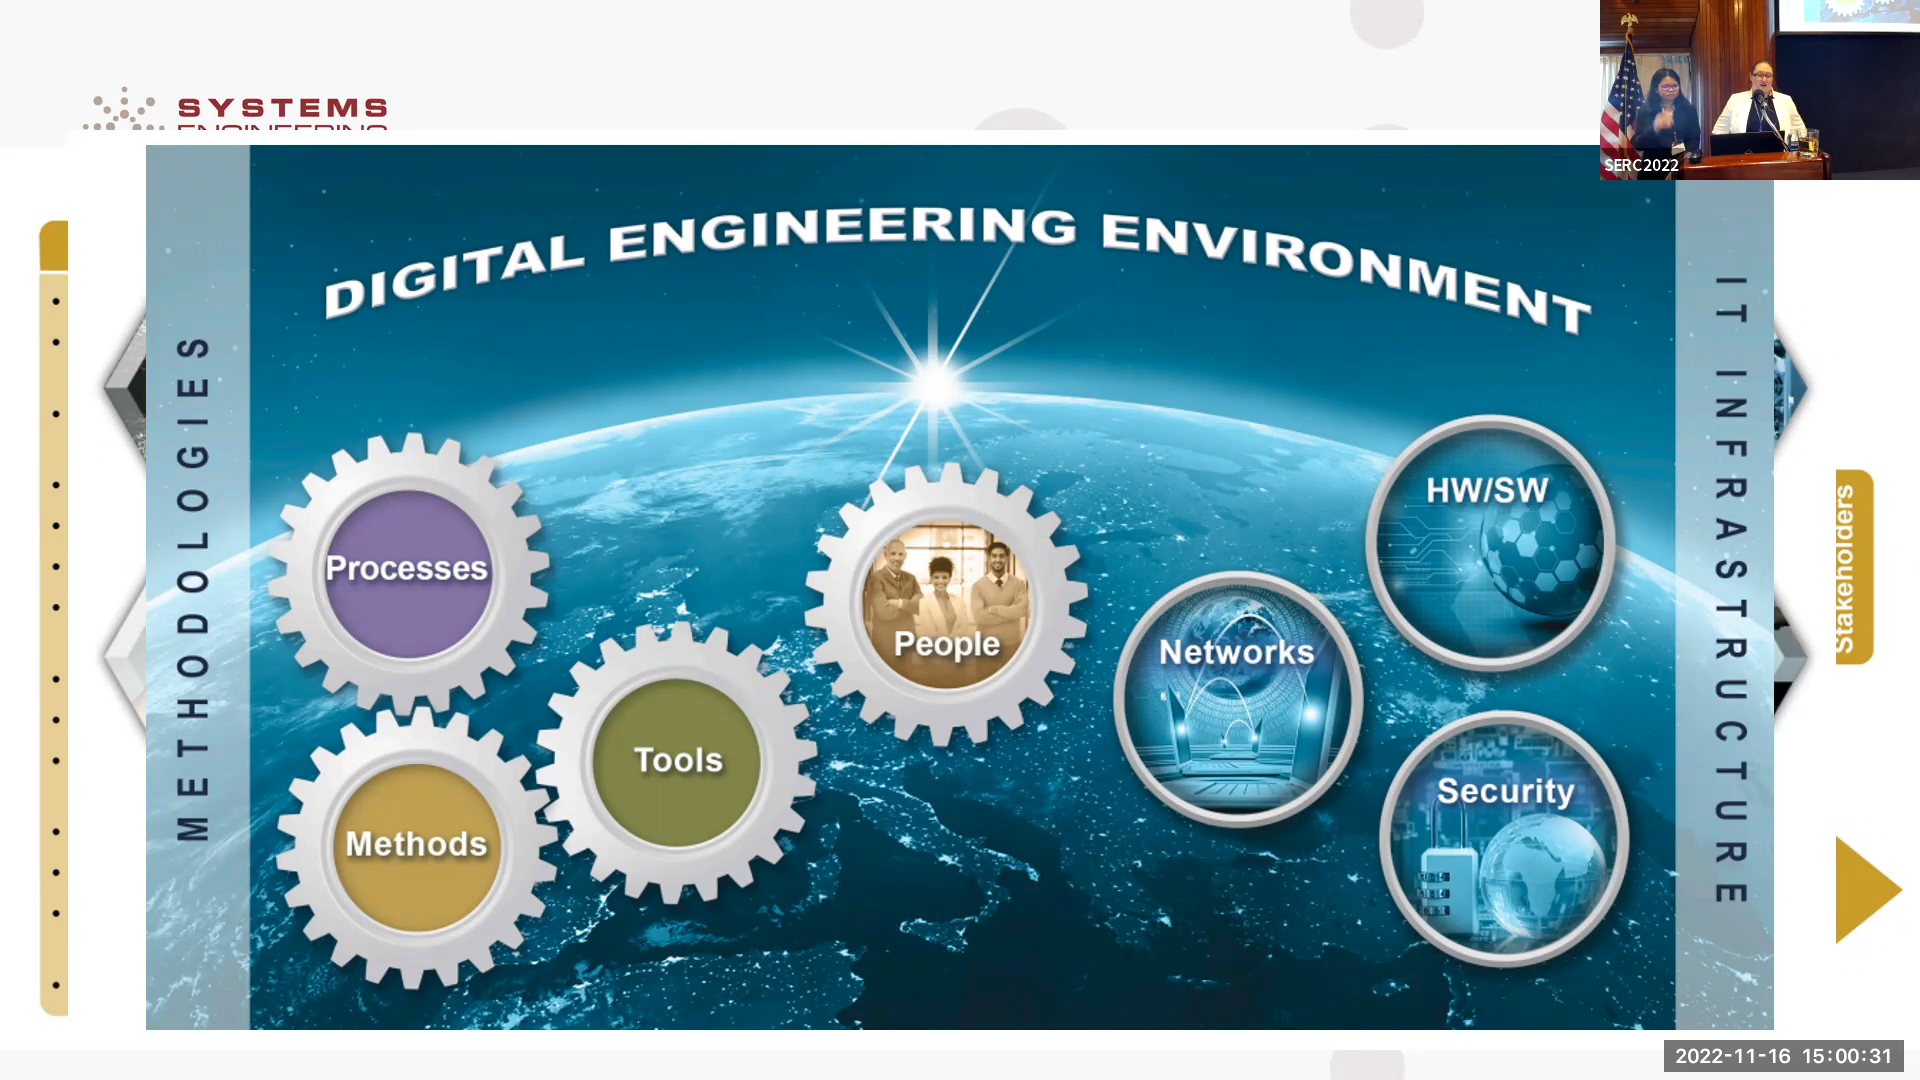 SYSTEMS
ENGINEERING
SERC2022
DIGITAL ENGINEERING ENVIRONMENT
METHODOLOGIES
IT INFRASTRUCTURE
Processes
Methods
Tools
People
Networks
HW/SW
Security
Stakeholders
2022-11-16 15:00:31